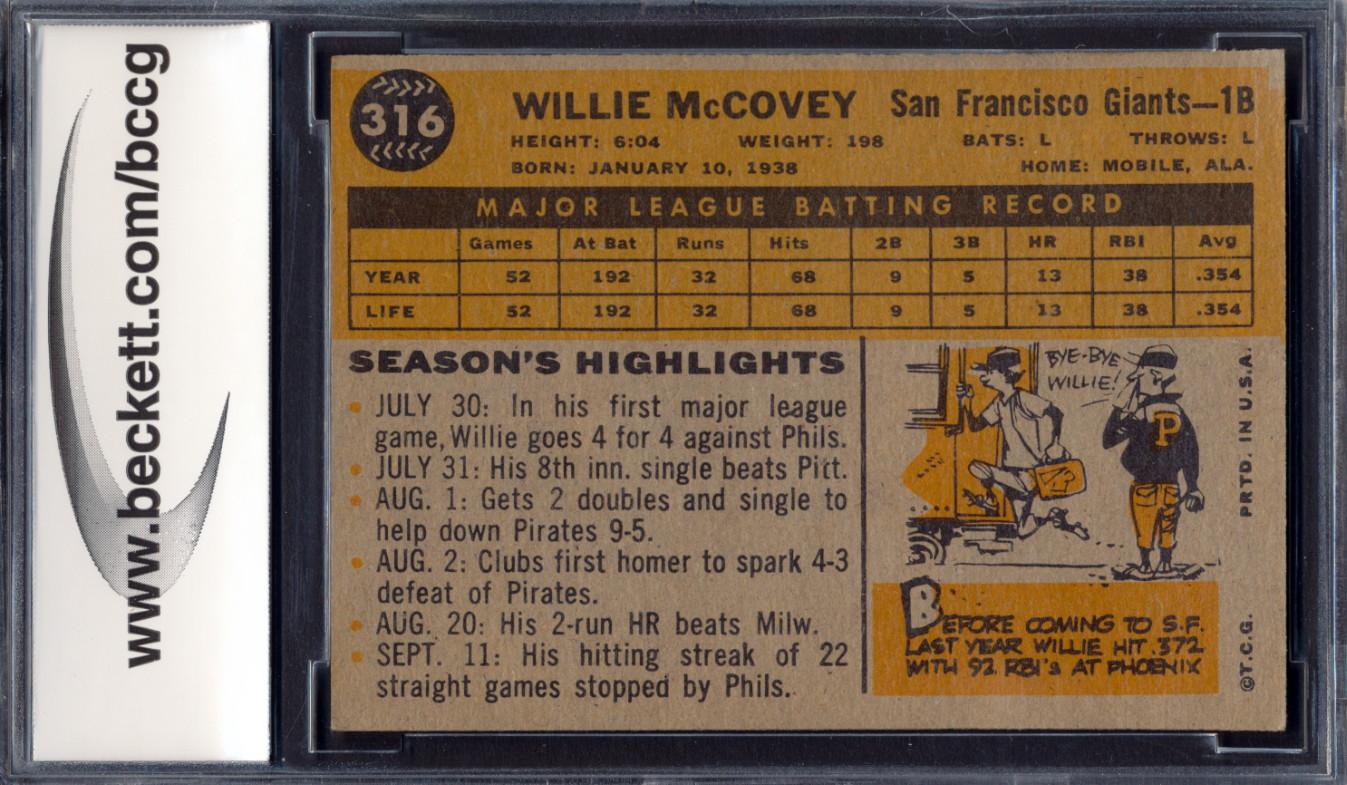 www.beckett.com/bccg
316
WILLIE McCOVEY San Francisco Giants—1B
HEIGHT: 6:04 WEIGHT: 198 BATS: L THROWS: L
BORN: JANUARY 10, 1938 HOME: MOBILE, ALA.
MAJOR LEAGUE BATTING RECORD
Games At Bat Runs Hits 2B 3B HR RBI Avg
YEAR 52 192 32 68 9 5 13 38 .354
LIFE 52 192 32 68 9 5 13 38 .354
SEASON'S HIGHLIGHTS
• JULY 30: In his first major league
game, Willie goes 4 for 4 against Phils.
• JULY 31: His 8th inn. single beats Pitt.
• AUG. 1: Gets 2 doubles and single to
help down Pirates 9-5.
• AUG. 2: Clubs first homer to spark 4-3
defeat of Pirates.
• AUG. 20: His 2-run HR beats Milw.
• SEPT. 11: His hitting streak of 22
straight games stopped by Phils.
BYE-BYE
WILLIE!
P
BEFORE COMING TO S.F.
LAST YEAR WILLIE HIT .372
WITH 92 RBI's AT PHOENIX
©T.C.G. PRTD. IN U.S.A.